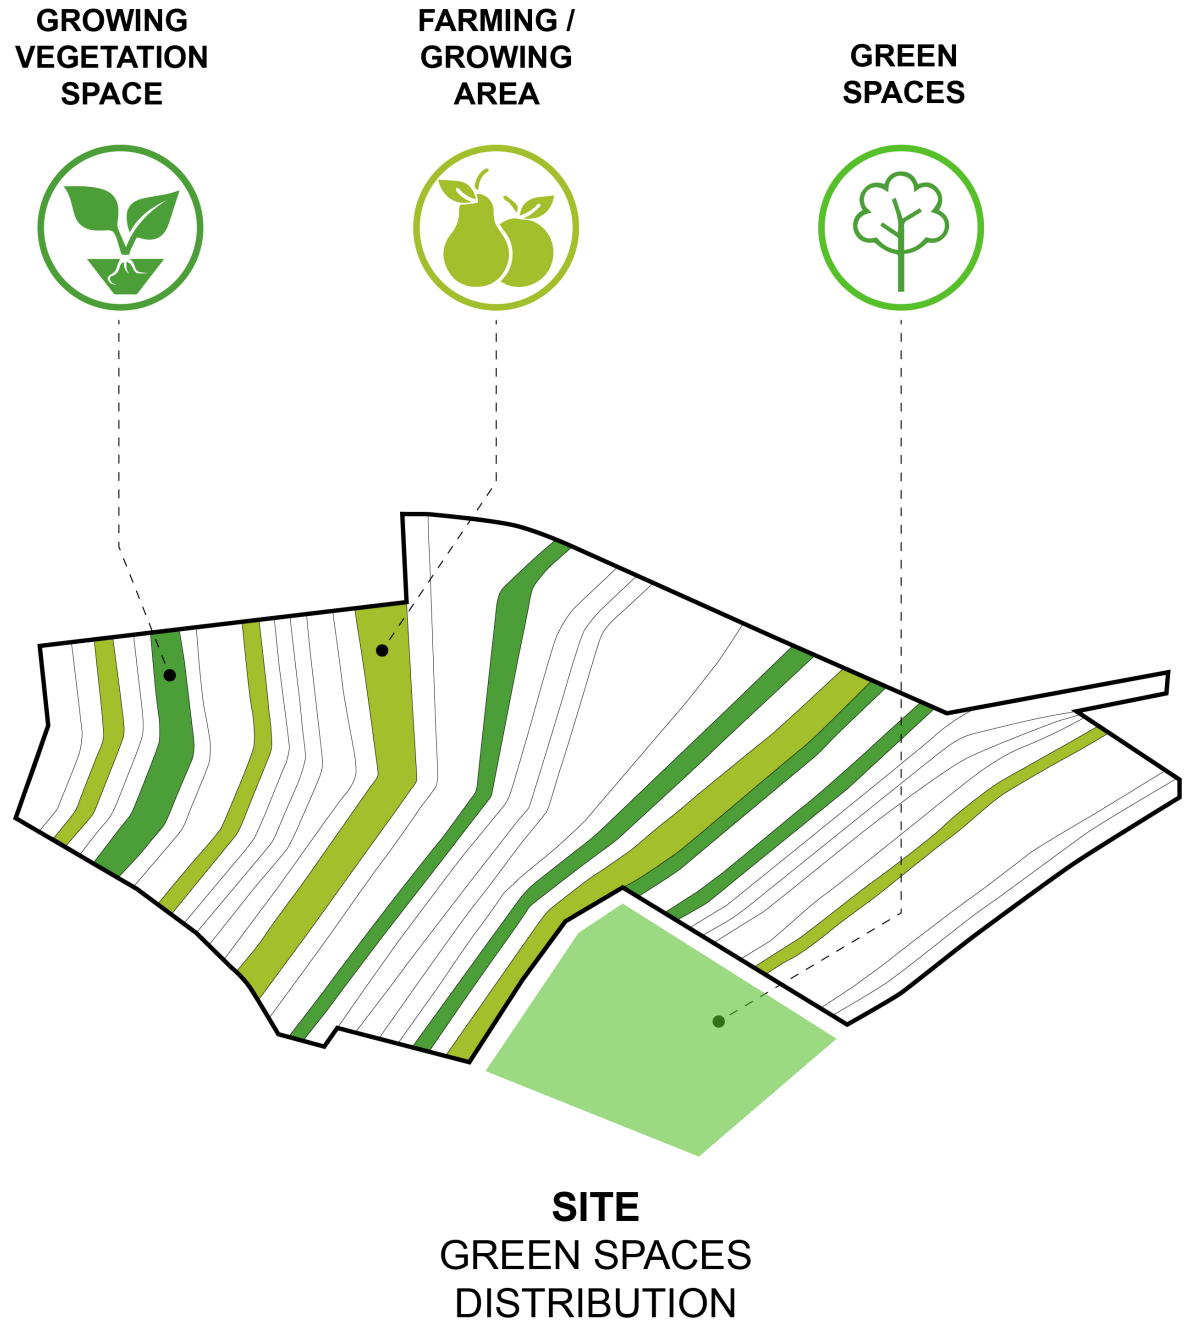 GROWING
VEGETATION
SPACE
FARMING /
GROWING
AREA
GREEN
SPACES
SITE
GREEN SPACES
DISTRIBUTION